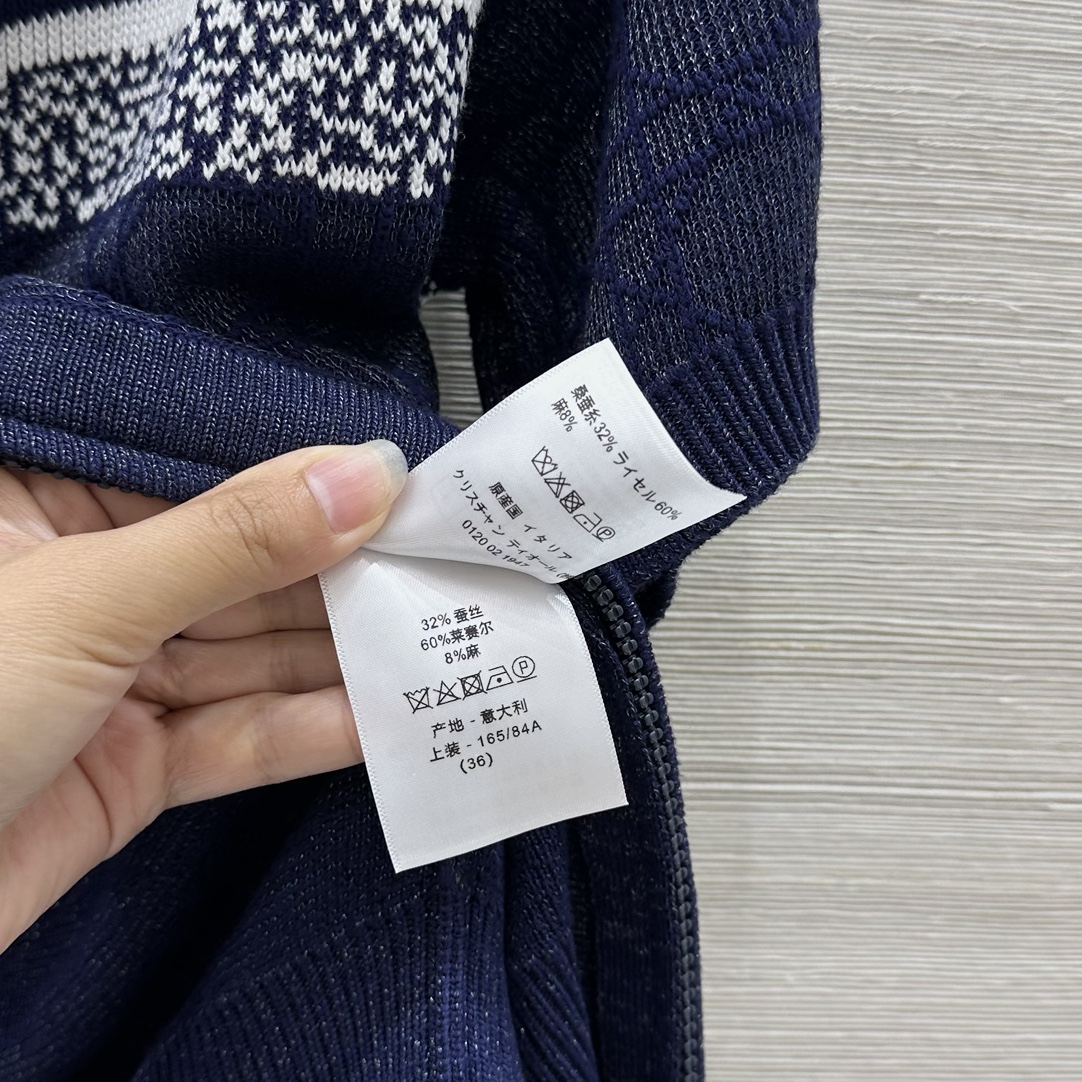 桑蚕糸32% ライセル60%
麻8%
原産国 イタリア
クリスチャン ディオール
0120 02 1947
32% 蚕丝
60%莱赛尔
8%麻
P
产地 - 意大利
上装 - 165/84A
(36)